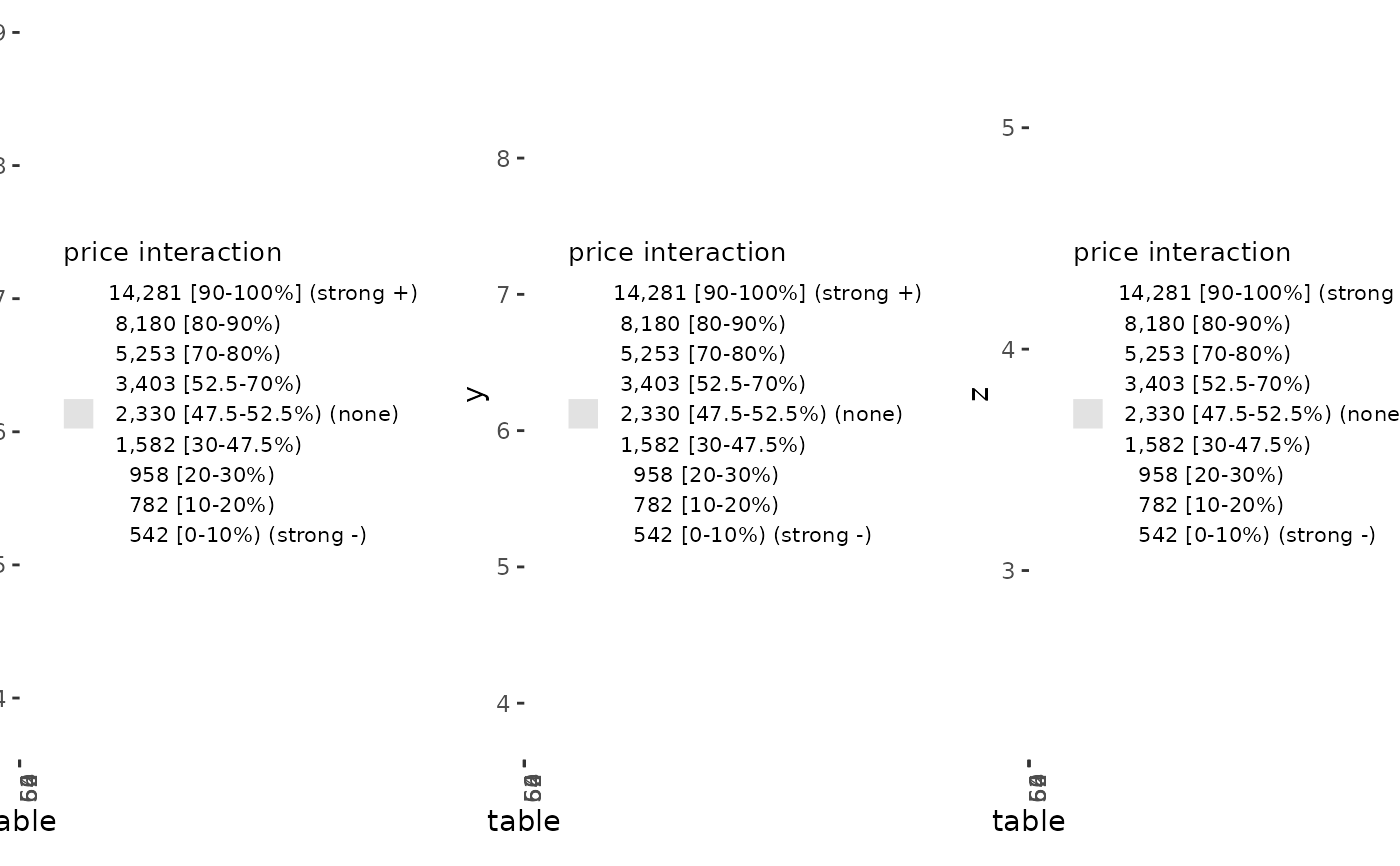 9
8
7
6
5
4
price interaction
14,281 [90-100%] (strong +)
8,180 [80-90%)
5,253 [70-80%)
3,403 [52.5-70%)
2,330 [47.5-52.5%) (none)
1,582 [30-47.5%)
958 [20-30%)
782 [10-20%)
542 [0-10%) (strong -)
able
y
8
7
6
5
4
price interaction
14,281 [90-100%] (strong +)
8,180 [80-90%)
5,253 [70-80%)
3,403 [52.5-70%)
2,330 [47.5-52.5%) (none)
1,582 [30-47.5%)
958 [20-30%)
782 [10-20%)
542 [0-10%) (strong -)
table
z
5
4
3
price interaction
14,281 [90-100%] (strong
8,180 [80-90%)
5,253 [70-80%)
3,403 [52.5-70%)
2,330 [47.5-52.5%) (none
1,582 [30-47.5%)
958 [20-30%)
782 [10-20%)
542 [0-10%) (strong -)
table